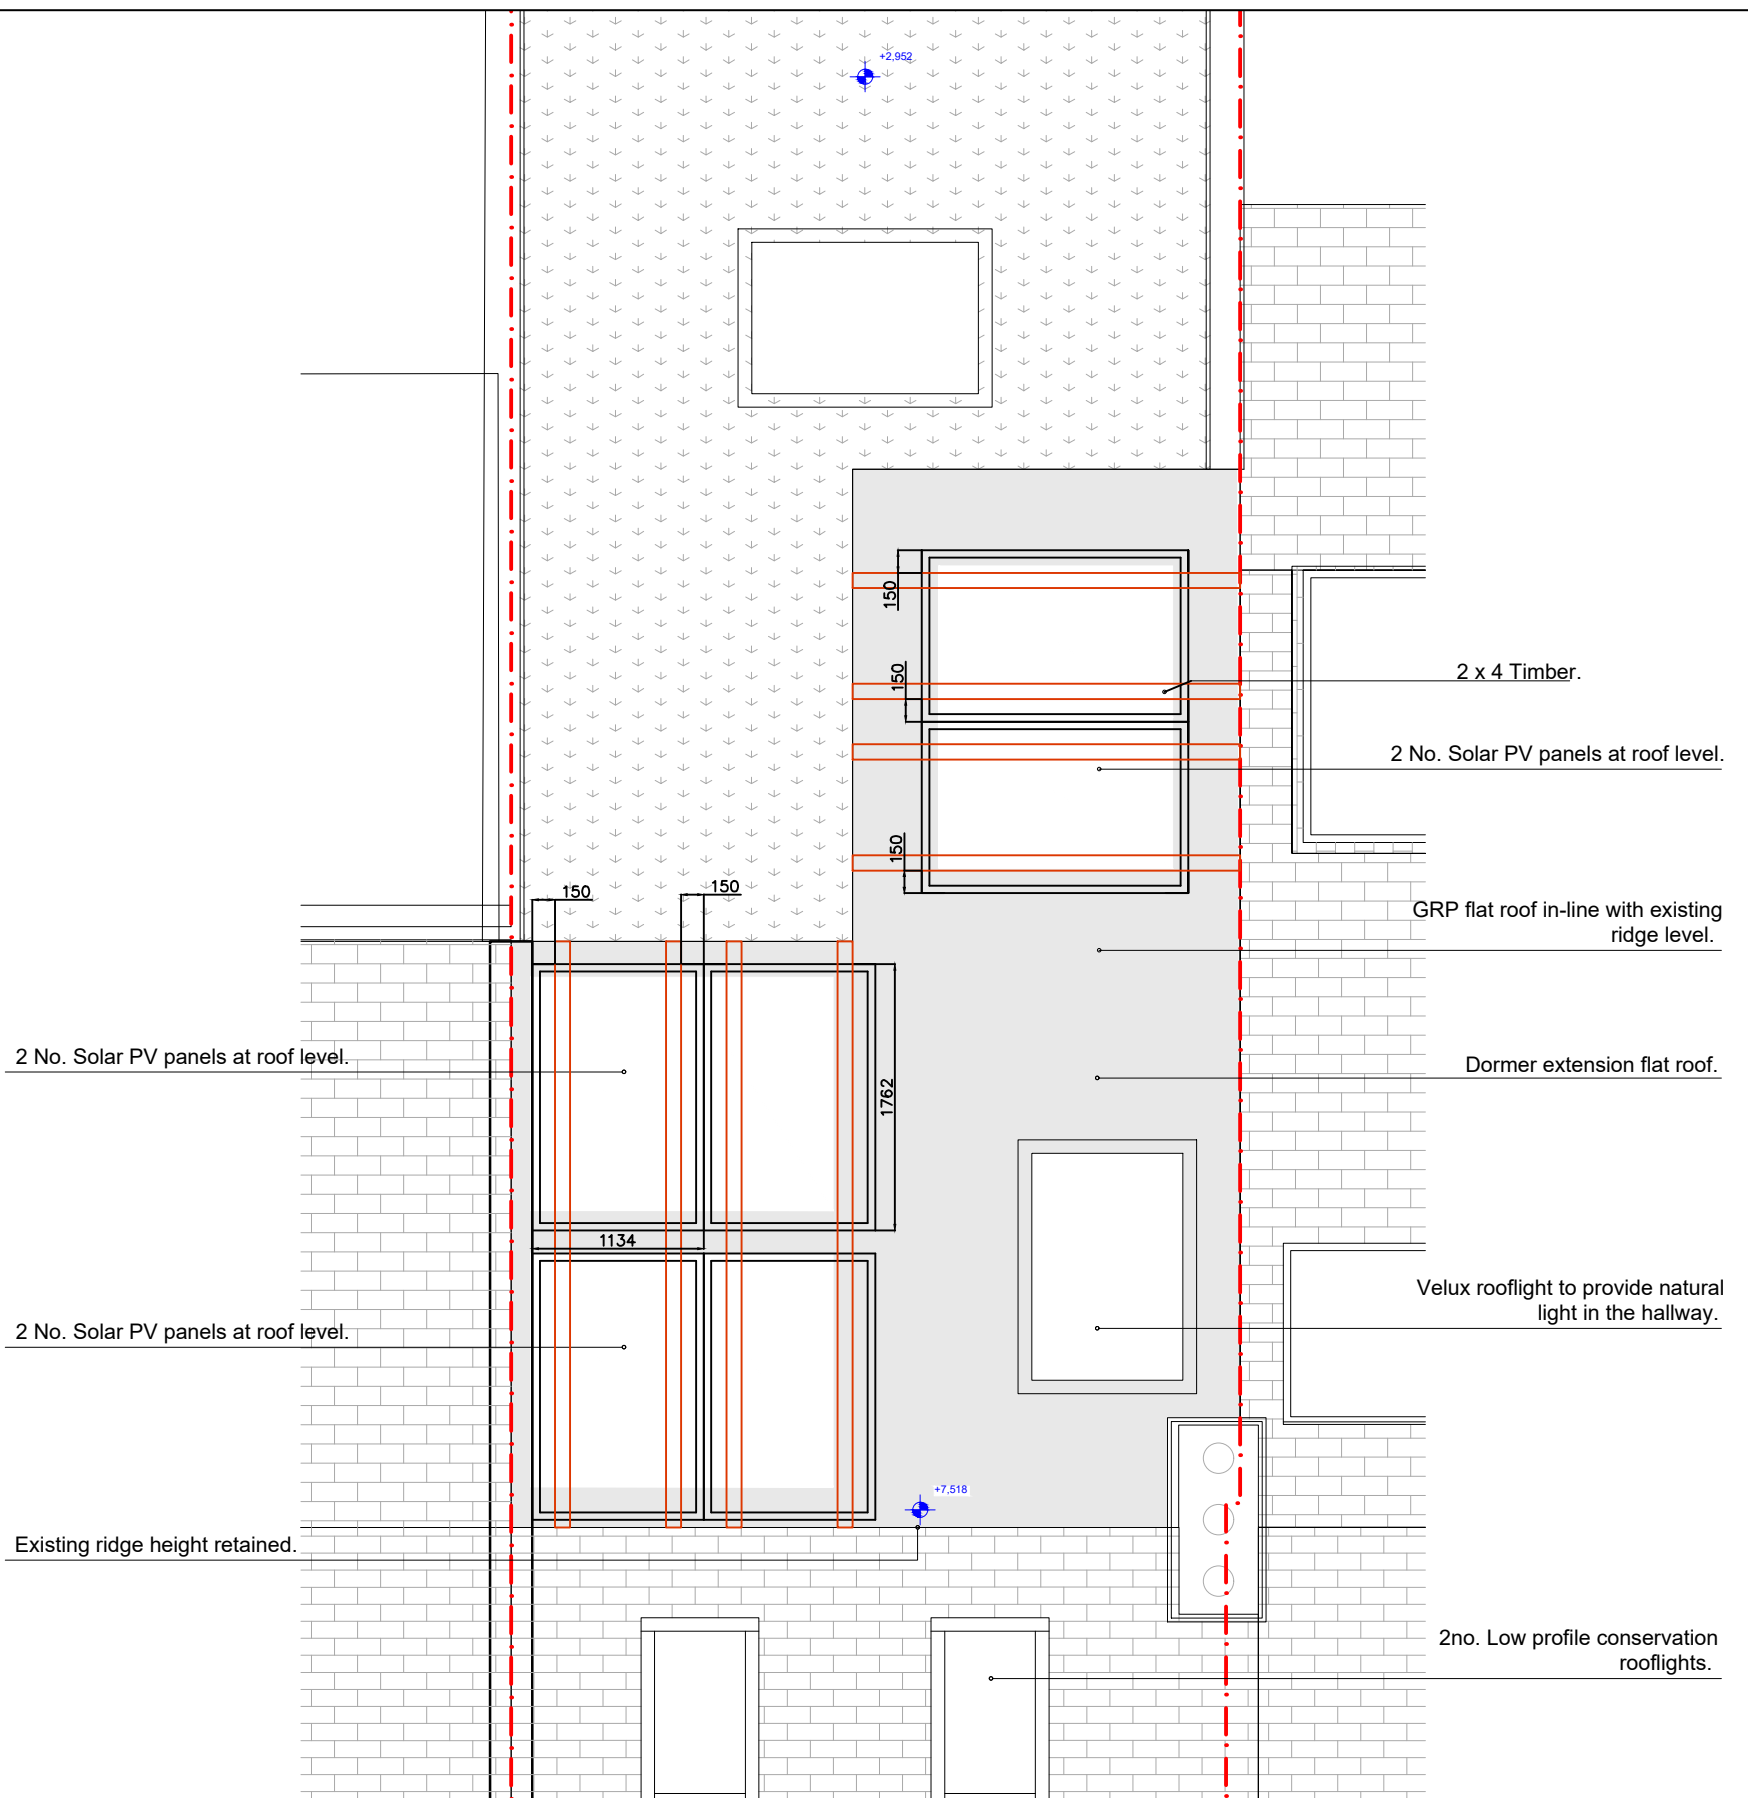 +2,952
150
150
2 x 4 Timber.
2 No. Solar PV panels at roof level.
150
150
150
GRP flat roof in-line with existing
ridge level.
2 No. Solar PV panels at roof level.
1762
Dormer extension flat roof.
1134
Velux rooflight to provide natural
light in the hallway.
2 No. Solar PV panels at roof level.
+7,518
Existing ridge height retained.
2no. Low profile conservation
rooflights.